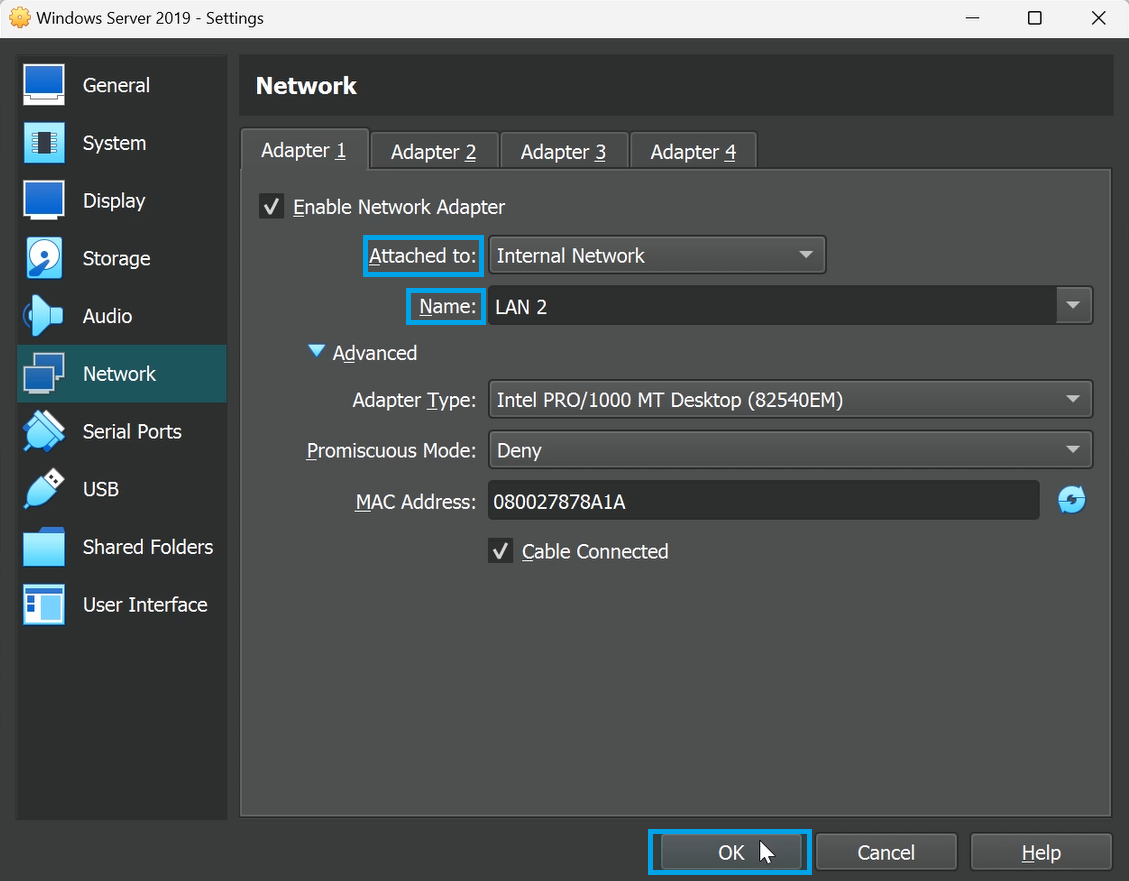 Windows Server 2019 - Settings
General
System
Display
Storage
Audio
Network
Serial Ports
USB
Shared Folders
User Interface
Network
Adapter 1
Adapter 2
Adapter 3
Adapter 4
Enable Network Adapter
Attached to: Internal Network
Name: LAN 2
Advanced
Adapter Type: Intel PRO/1000 MT Desktop (82540EM)
Promiscuous Mode: Deny
MAC Address: 080027878A1A
Cable Connected
OK Cancel Help